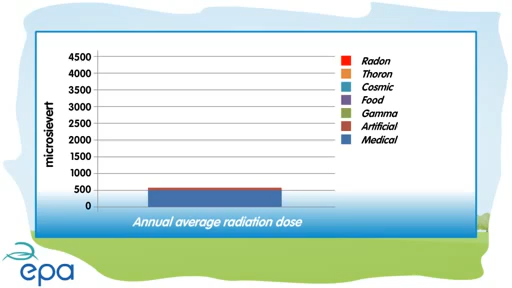 microsievert
4500
4000
3500
3000
2500
2000
1500
1000
500
0
Annual average radiation dose
Radon
Thoron
Cosmic
Food
Gamma
Artificial
Medical
epa